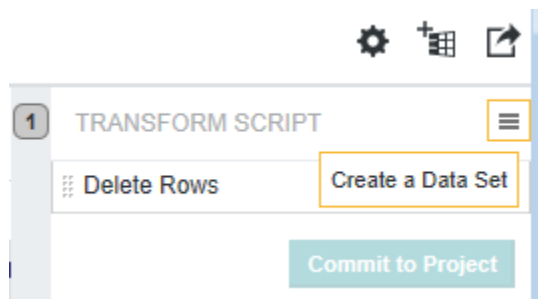 1 TRANSFORM SCRIPT
Delete Rows
Create a Data Set
Commit to Project